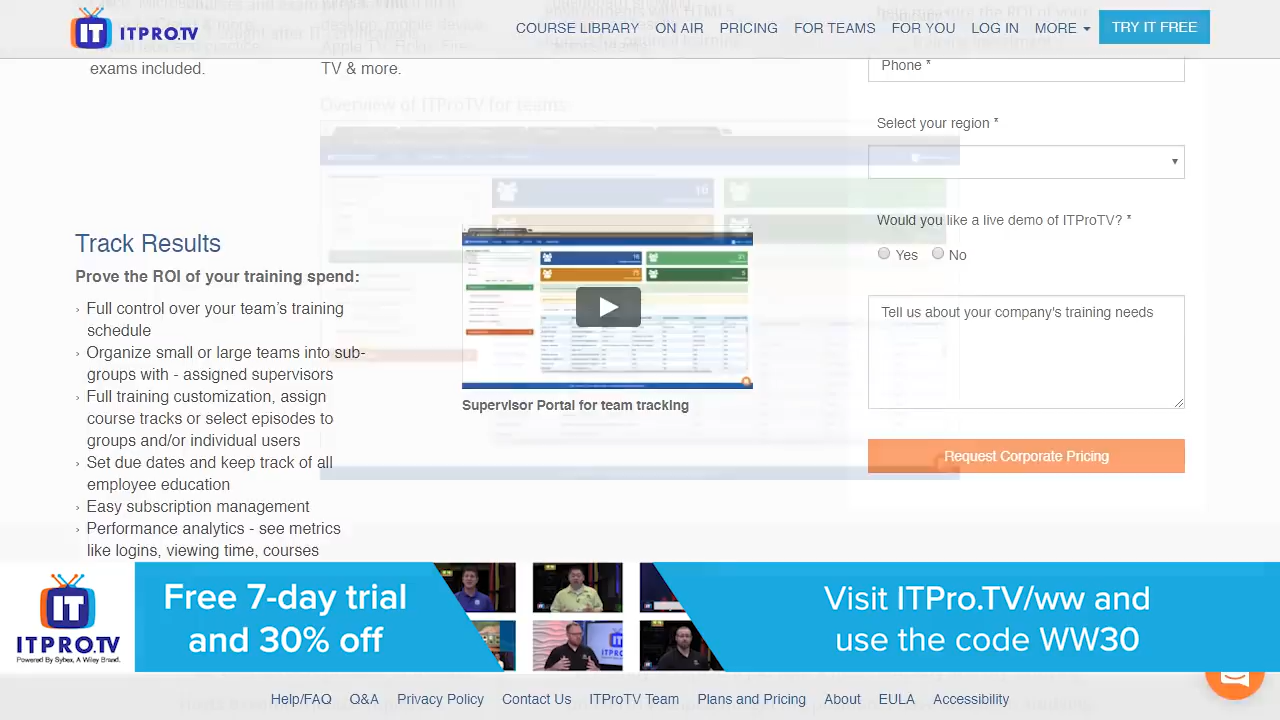 ITPRO.TV
COURSE LIBRARY ON AIR PRICING FOR TEAMS FOR YOU LOG IN MORE TRY IT FREE
exams included.
TV & more.
Overview of ITProTV for teams
Track Results
Prove the ROI of your training spend:
Full control over your team's training
schedule
Organize small or large teams and sub-
groups with - assigned supervisors
Full training customization, assign
course tracks or select episodes to
groups and/or individual users
Set due dates and keep track of all
employee education
Easy subscription management
Performance analytics - see metrics
like logins, viewing time, courses
Supervisor Portal for team tracking
Phone *
Select your region *
Would you like a live demo of ITProTV? *
Yes No
Tell us about your company's training needs
Request Corporate Pricing
IT
ITPRO.TV
Powered By Sybex, A Wiley Brand.
Free 7-day trial
and 30% off
Visit ITPro.TV/ww and
use the code WW30
Help/FAQ Q&A Privacy Policy Contact Us ITProTV Team Plans and Pricing About EULA Accessibility